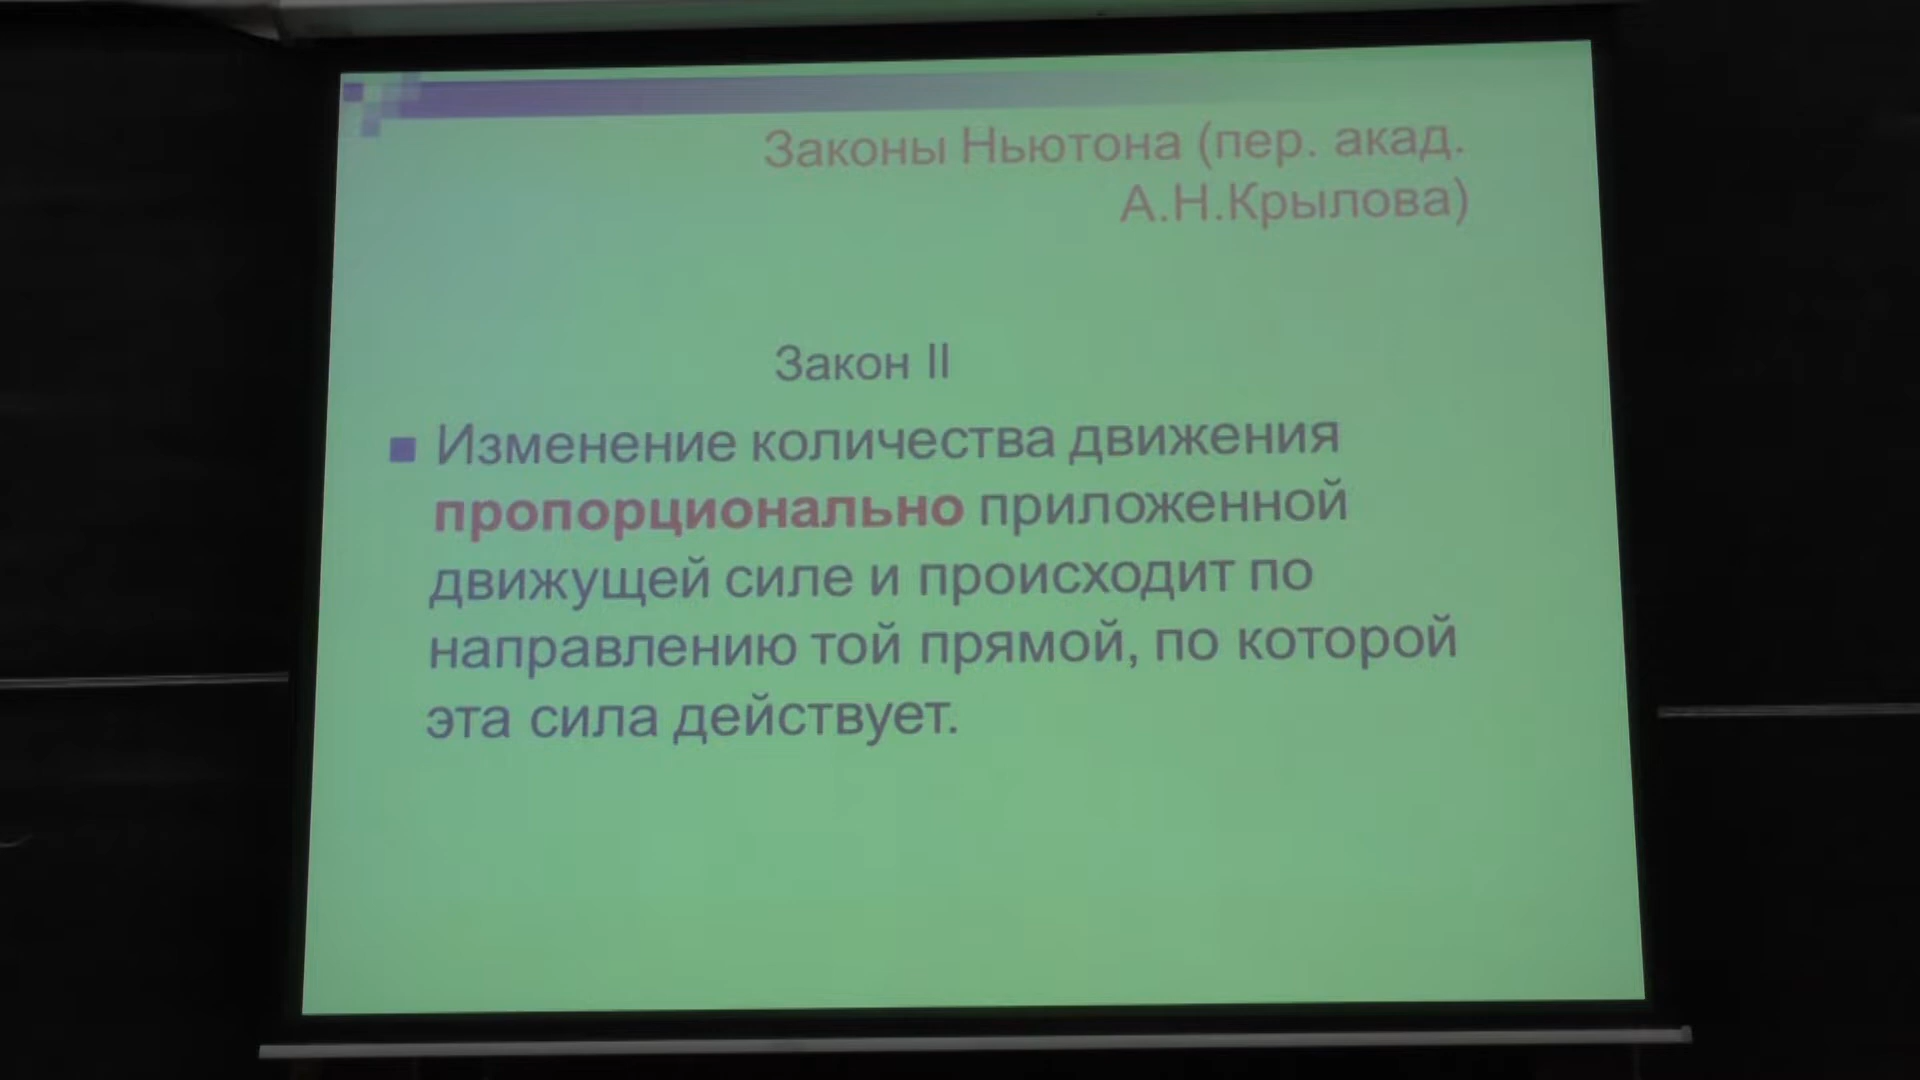 Законы Ньютона (пер. акад.
А.Н.Крылова)
Закон II
Изменение количества движения
пропорционально приложенной
движущей силе и происходит по
направлению той прямой, по которой
эта сила действует.